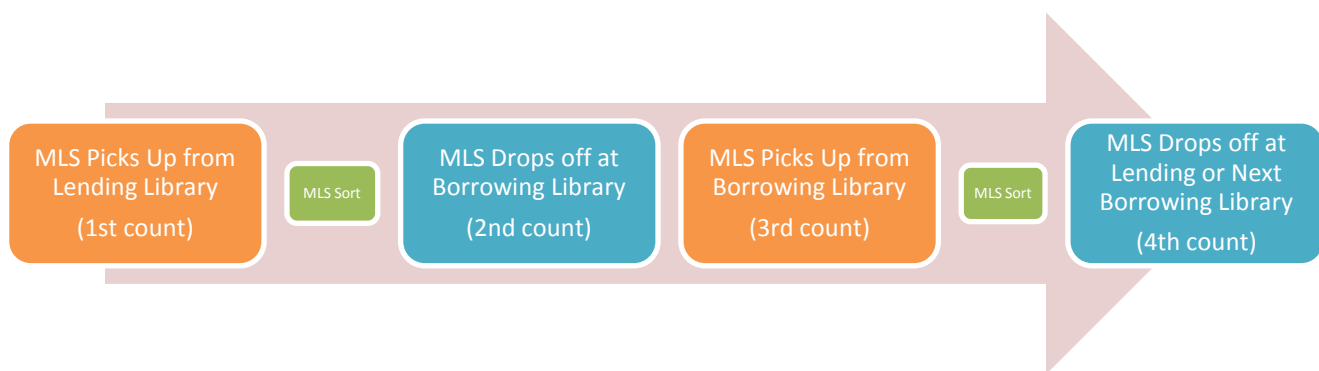 MLS Picks Up from
Lending Library
(1st count)
MLS Sort
MLS Drops off at
Borrowing Library
(2nd count)
MLS Picks Up from
Borrowing Library
(3rd count)
MLS Sort
MLS Drops off at
Lending or Next
Borrowing Library
(4th count)